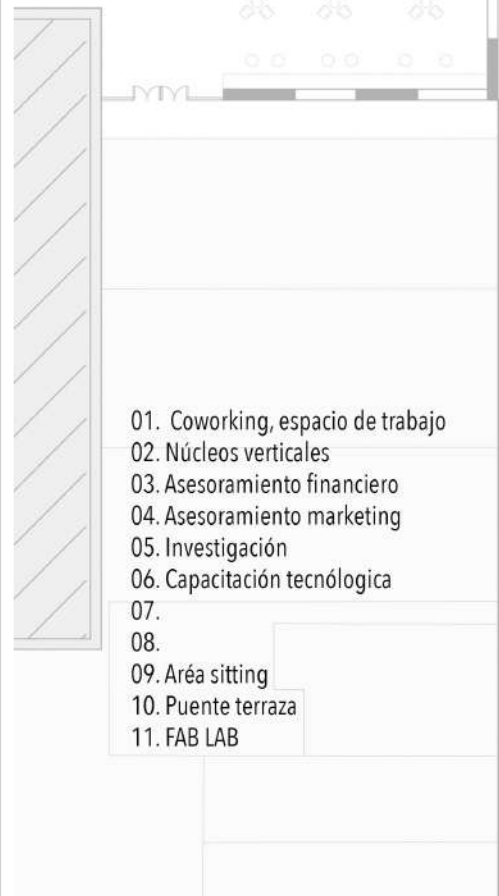 01. Coworking, espacio de trabajo
02. Núcleos verticales
03. Asesoramiento financiero
04. Asesoramiento marketing
05. Investigación
06. Capacitación tecnólogica
07.
08.
09. Aréa sitting
10. Puente terraza
11. FAB LAB